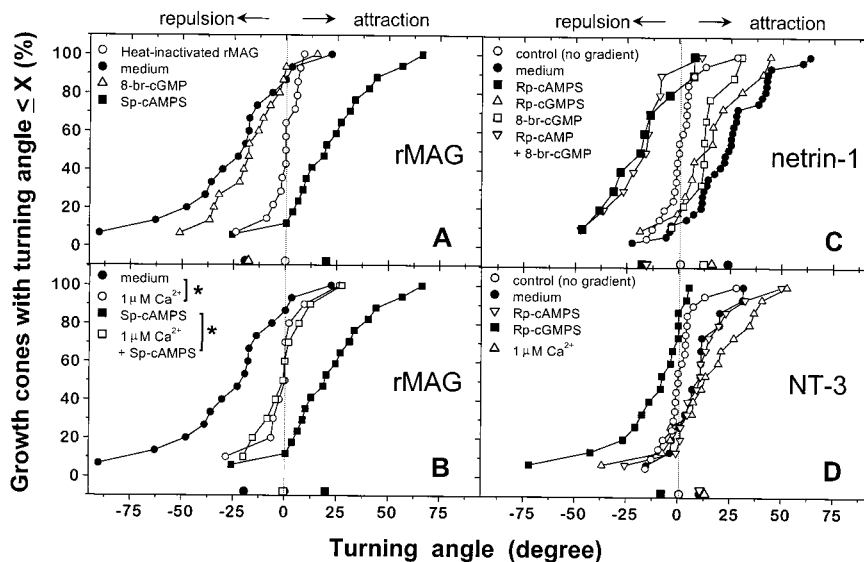 repulsion ← → attraction
repulsion ← → attraction
Growth cones with turning angle ≤ X (%)
100
80
60
40
20
0
○ Heat-inactivated rMAG
● medium
△ 8-br-cGMP
■ Sp-cAMPS
rMAG
A
○ control (no gradient)
● medium
■ Rp-cAMPS
△ Rp-cGMPS
□ 8-br-cGMP
▽ Rp-cAMP
+ 8-br-cGMP
netrin-1
C
100
80
60
40
20
0
● medium
○ 1 μM Ca²⁺
■ Sp-cAMPS
□ 1 μM Ca²⁺
+ Sp-cAMPS
*
*
rMAG
B
○ control (no gradient)
● medium
▽ Rp-cAMPS
■ Rp-cGMPS
△ 1 μM Ca²⁺
NT-3
D
-75 -50 -25 0 25 50 75
-75 -50 -25 0 25 50 75
Turning angle (degree)